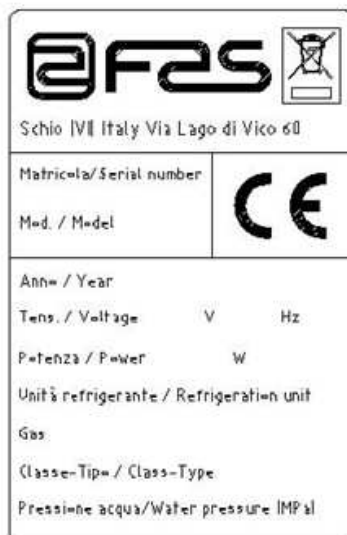 FAS
Schio (VI) Italy Via Lago di Vico 60
Matricola/Serial number
Mod. / Model
CE
Anno / Year
Tens. / Voltage V Hz
Potenza / Power W
Unità refrigerante / Refrigeration unit
Gas
Classe-Tipo / Class-Type
Pressione acqua/Water pressure (MPa)